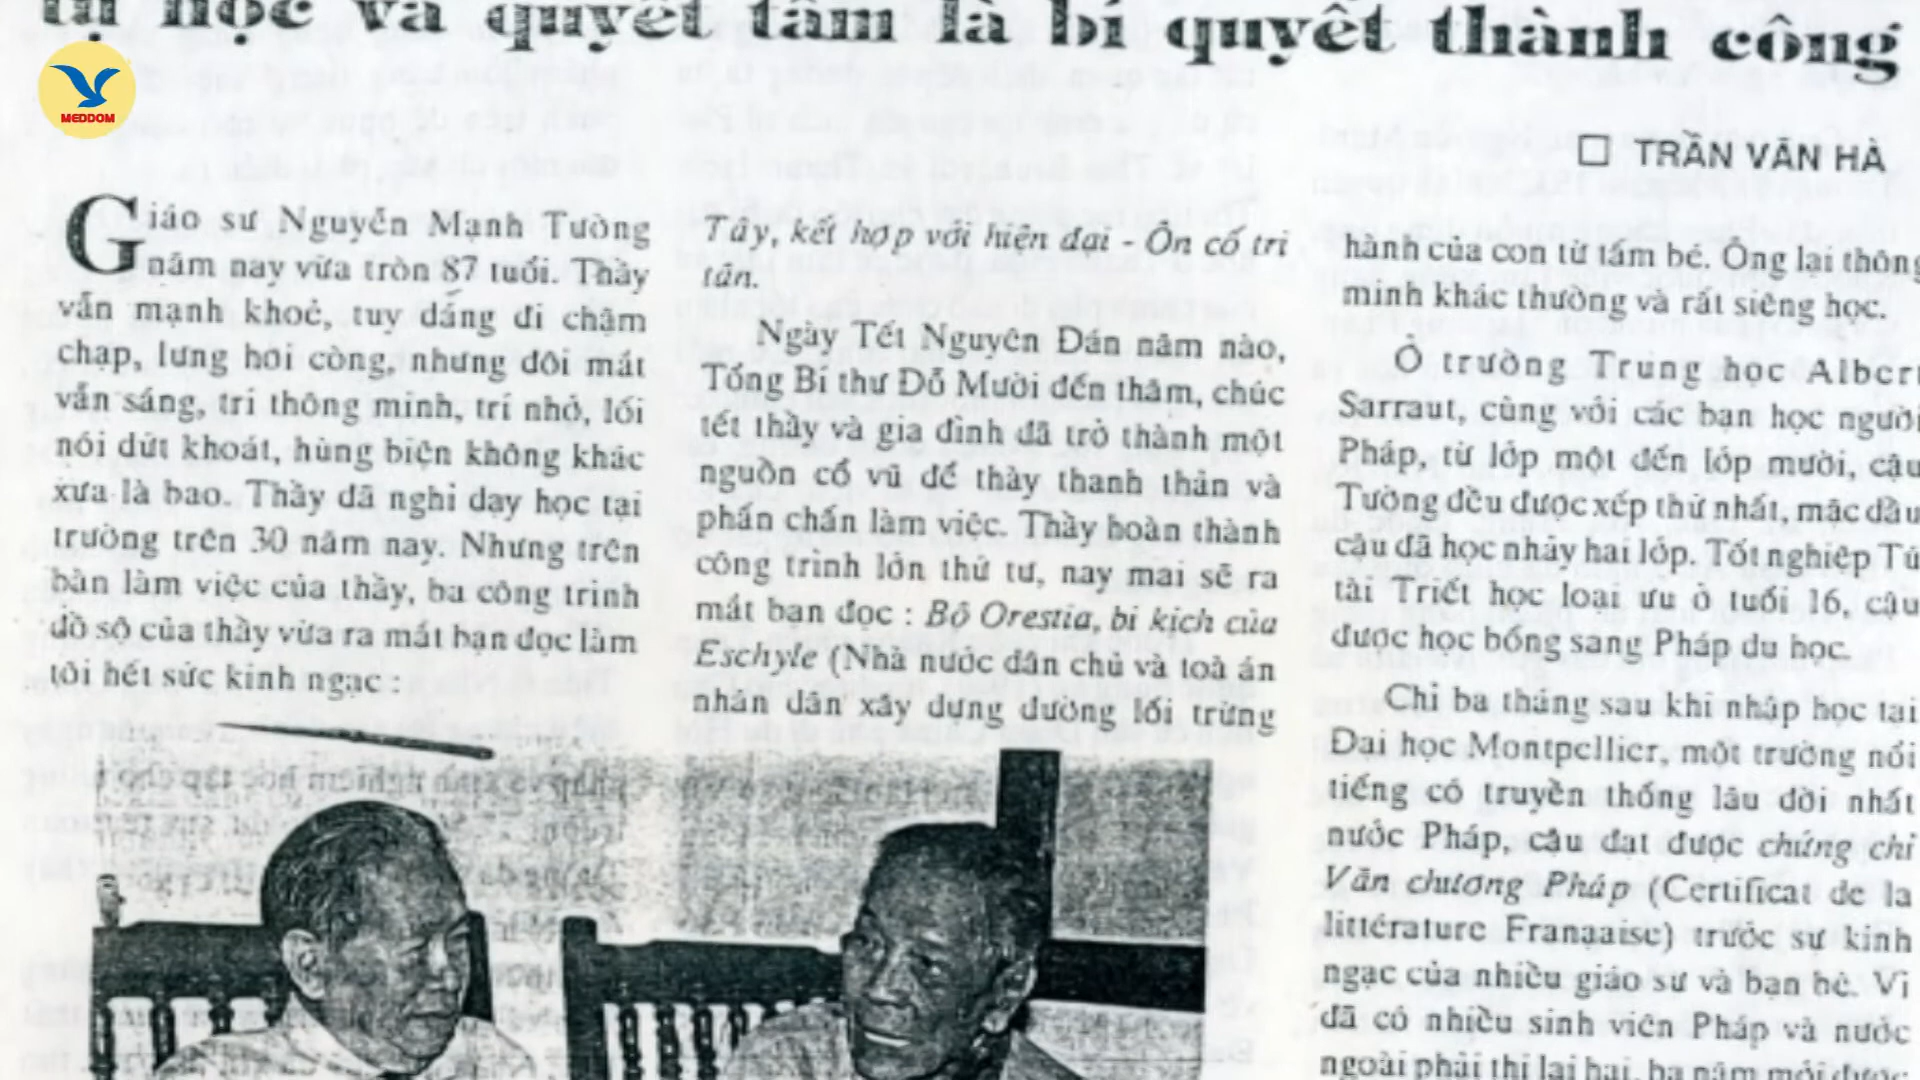 tự học và quyết tâm là bí quyết thành công
MEDDOM
□ TRẦN VĂN HÀ
Giáo sư Nguyễn Mạnh Tường
năm nay vừa tròn 87 tuổi. Thầy
vẫn mạnh khoẻ, tuy dáng đi chậm
chạp, lưng hơi còng, nhưng đôi mắt
vẫn sáng, trí thông minh, trí nhớ, lối
nói dứt khoát, hùng biện không khác
xưa là bao. Thầy đã nghỉ dạy học tại
trường trên 30 năm nay. Nhưng trên
bàn làm việc của thầy, ba công trình
đồ sộ của thầy vừa ra mắt bạn đọc làm
tôi hết sức kinh ngạc :
Tây, kết hợp với hiện đại - Ôn cố tri
tân.
Ngày Tết Nguyên Đán năm nào,
Tổng Bí thư Đỗ Mười đến thăm, chúc
tết thầy và gia đình đã trở thành một
nguồn cổ vũ để thày thanh thản và
phấn chấn làm việc. Thầy hoàn thành
công trình lớn thứ tư, nay mai sẽ ra
mắt bạn đọc : Bộ Orestia, bi kịch của
Eschyle (Nhà nước dân chủ và toà án
nhân dân xây dựng đường lối trừng
hành của con từ tấm bé. Ông lại thông
minh khác thường và rất siêng học.
Ở trường Trung học Albert
Sarraut, cùng với các bạn học người
Pháp, từ lớp một đến lớp mười, cậu
Tường đều được xếp thứ nhất, mặc dầu
cậu đã học nhảy hai lớp. Tốt nghiệp Tú
tài Triết học loại ưu ở tuổi 16, cậu
được học bổng sang Pháp du học.
Chỉ ba tháng sau khi nhập học tại
Đại học Montpellier, một trường nổi
tiếng có truyền thống lâu đời nhất
nước Pháp, cậu đạt được chứng chỉ
Văn chương Pháp (Certificat de la
littérature Franaaise) trước sự kinh
ngạc của nhiều giáo sư và bạn bè. Vì
đã có nhiều sinh viên Pháp và nước
ngoài phải thi lại hai, ba năm mới được